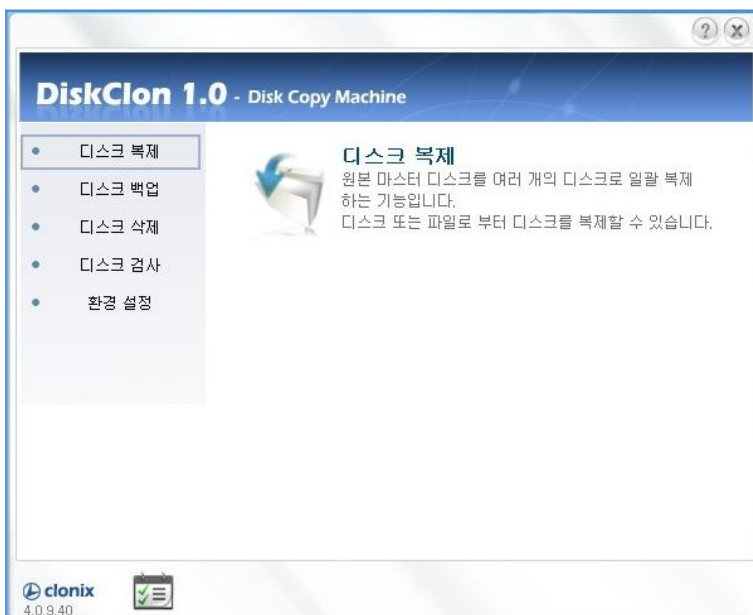 DiskClon 1.0 - Disk Copy Machine
디스크 복제
디스크 백업
디스크 삭제
디스크 검사
환경 설정
디스크 복제
원본 마스터 디스크를 여러 개의 디스크로 일괄 복제
하는 기능입니다.
디스크 또는 파일로 부터 디스크를 복제할 수 있습니다.
clonix
4.0.9.40